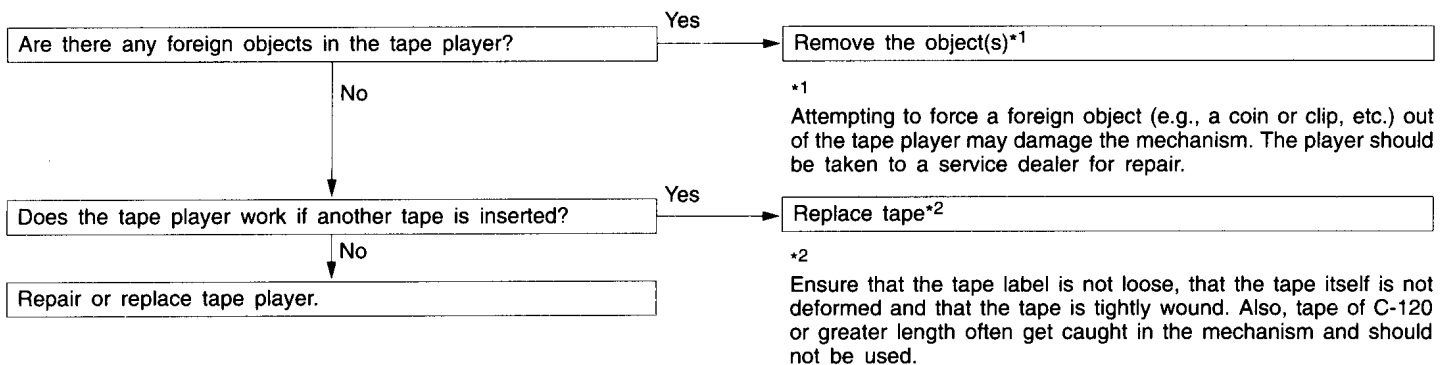 Are there any foreign objects in the tape player?
Yes
Remove the object(s)*1
No
*1
Attempting to force a foreign object (e.g., a coin or clip, etc.) out
of the tape player may damage the mechanism. The player should
be taken to a service dealer for repair.
Does the tape player work if another tape is inserted?
Yes
Replace tape*2
No
*2
Ensure that the tape label is not loose, that the tape itself is not
deformed and that the tape is tightly wound. Also, tape of C-120
or greater length often get caught in the mechanism and should
not be used.
Repair or replace tape player.